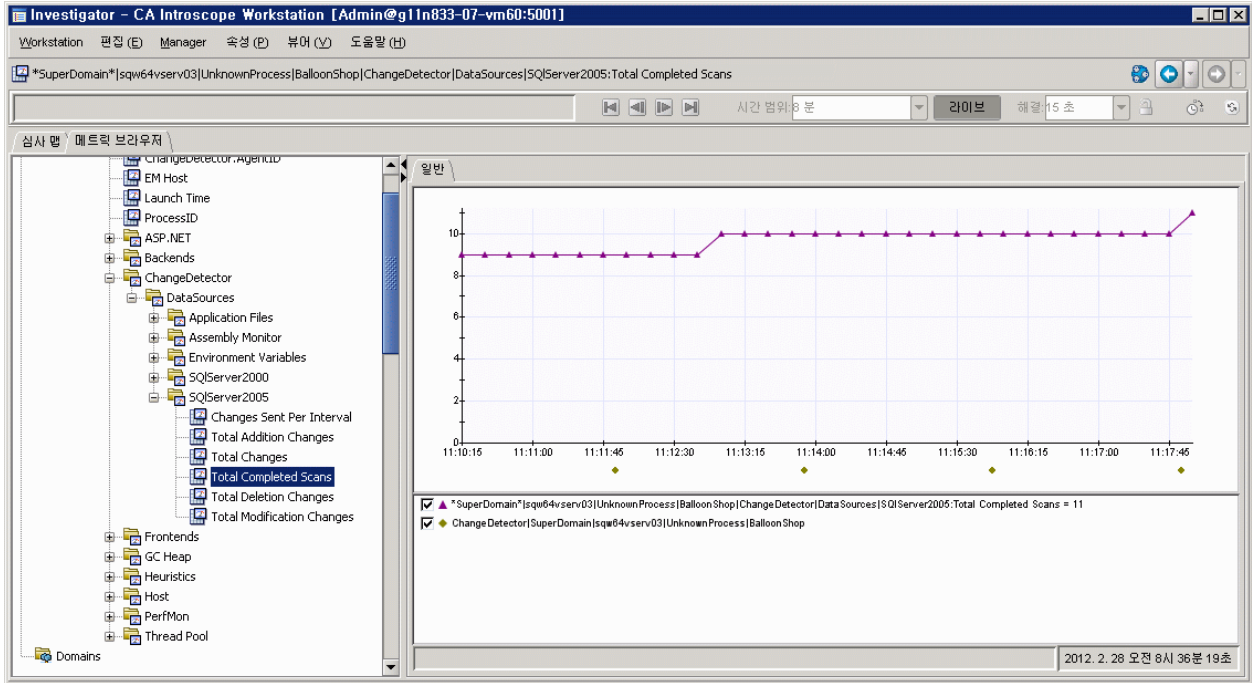 Investigator - CA Introscope Workstation [Admin@g11n833-07-vm60:5001]
Workstation 편집(E) Manager 속성(P) 뷰어(V) 도움말(H)
*SuperDomain*|sqw64vserv03|UnknownProcess|BalloonShop|ChangeDetector|DataSources|SQlServer2005:Total Completed Scans
시간 범위: 8 분 라이브 해결: 15 초
심사 맵 메트릭 브라우저
ChangeDetector.AgentID
EM Host
Launch Time
ProcessID
ASP.NET
Backends
ChangeDetector
DataSources
Application Files
Assembly Monitor
Environment Variables
SQlServer2000
SQlServer2005
Changes Sent Per Interval
Total Addition Changes
Total Changes
Total Completed Scans
Total Deletion Changes
Total Modification Changes
Frontends
GC Heap
Heuristics
Host
PerfMon
Thread Pool
Domains
일반
10
8
6
4
2
0
11:10:15 11:11:00 11:11:45 11:12:30 11:13:15 11:14:00 11:14:45 11:15:30 11:16:15 11:17:00 11:17:45
*SuperDomain*|sqw64vserv03|UnknownProcess|BalloonShop|ChangeDetector|DataSources|SQlServer2005:Total Completed Scans = 11
ChangeDetector|SuperDomain|sqw64vserv03|UnknownProcess|BalloonShop
2012. 2. 28 오전 8시 36분 19초